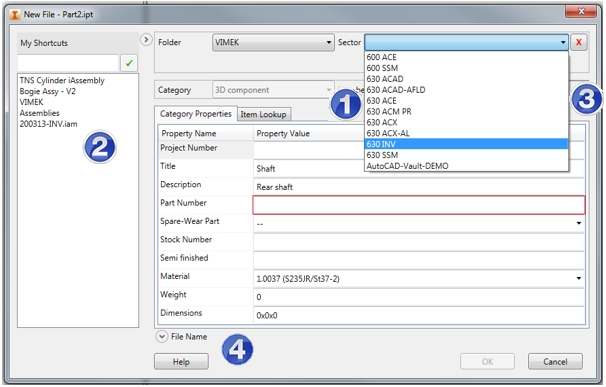 New File - Part2.ipt
My Shortcuts
TNS Cylinder iAssembly
Bogie Assy - V2
VIMEK
Assemblies
200313-INV.iam
2
Folder VIMEK Sector X
600 ACE
600 SSM
630 ACAD
630 ACAD-AFLD
630 ACE
630 ACM PR
630 ACX
630 ACX-AL
630 INV
630 SSM
AutoCAD-Vault-DEMO
3
Category 3D component
1
Category Properties Item Lookup
Property Name Property Value
Project Number
Title Shaft
Description Rear shaft
Part Number
Spare-Wear Part --
Stock Number
Semi finished
Material 1.0037 (S235JR/St37-2)
Weight 0
Dimensions 0x0x0
File Name
4
Help OK Cancel